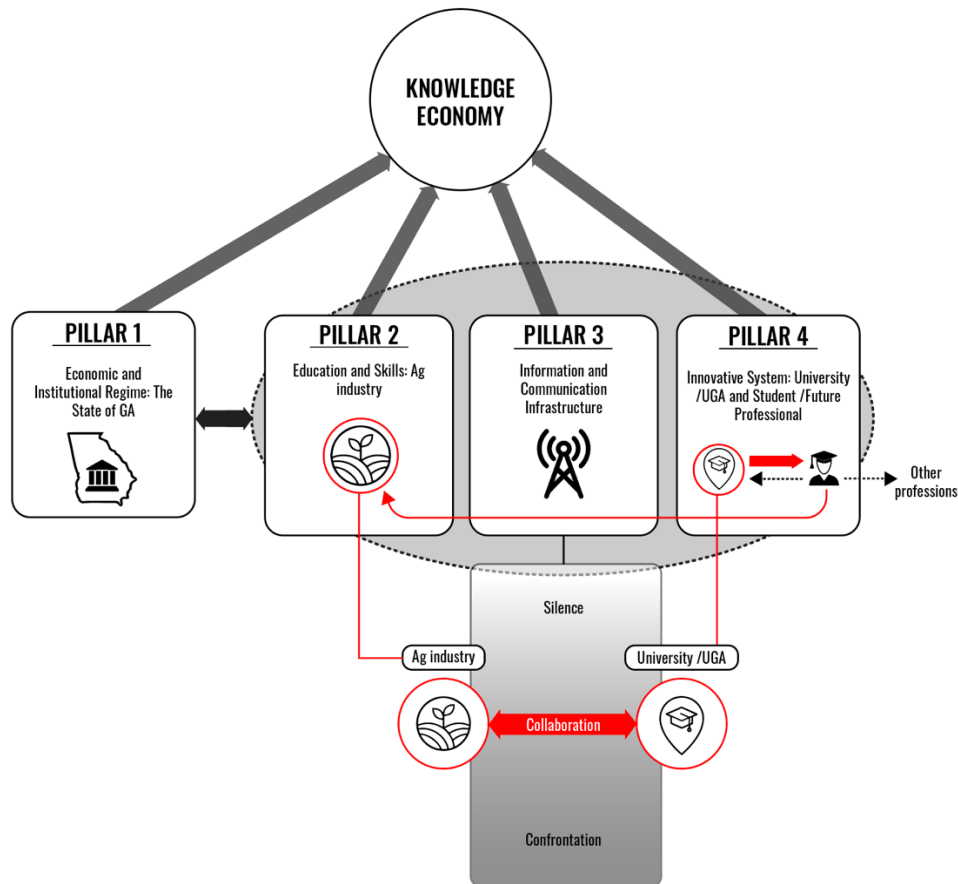 KNOWLEDGE
ECONOMY
PILLAR 1
Economic and
Institutional Regime: The
State of GA
PILLAR 2
Education and Skills: Ag
industry
PILLAR 3
Information and
Communication
Infrastructure
PILLAR 4
Innovative System: University
/UGA and Student /Future
Professional
Other
professions
Silence
Ag industry
University /UGA
Collaboration
Confrontation